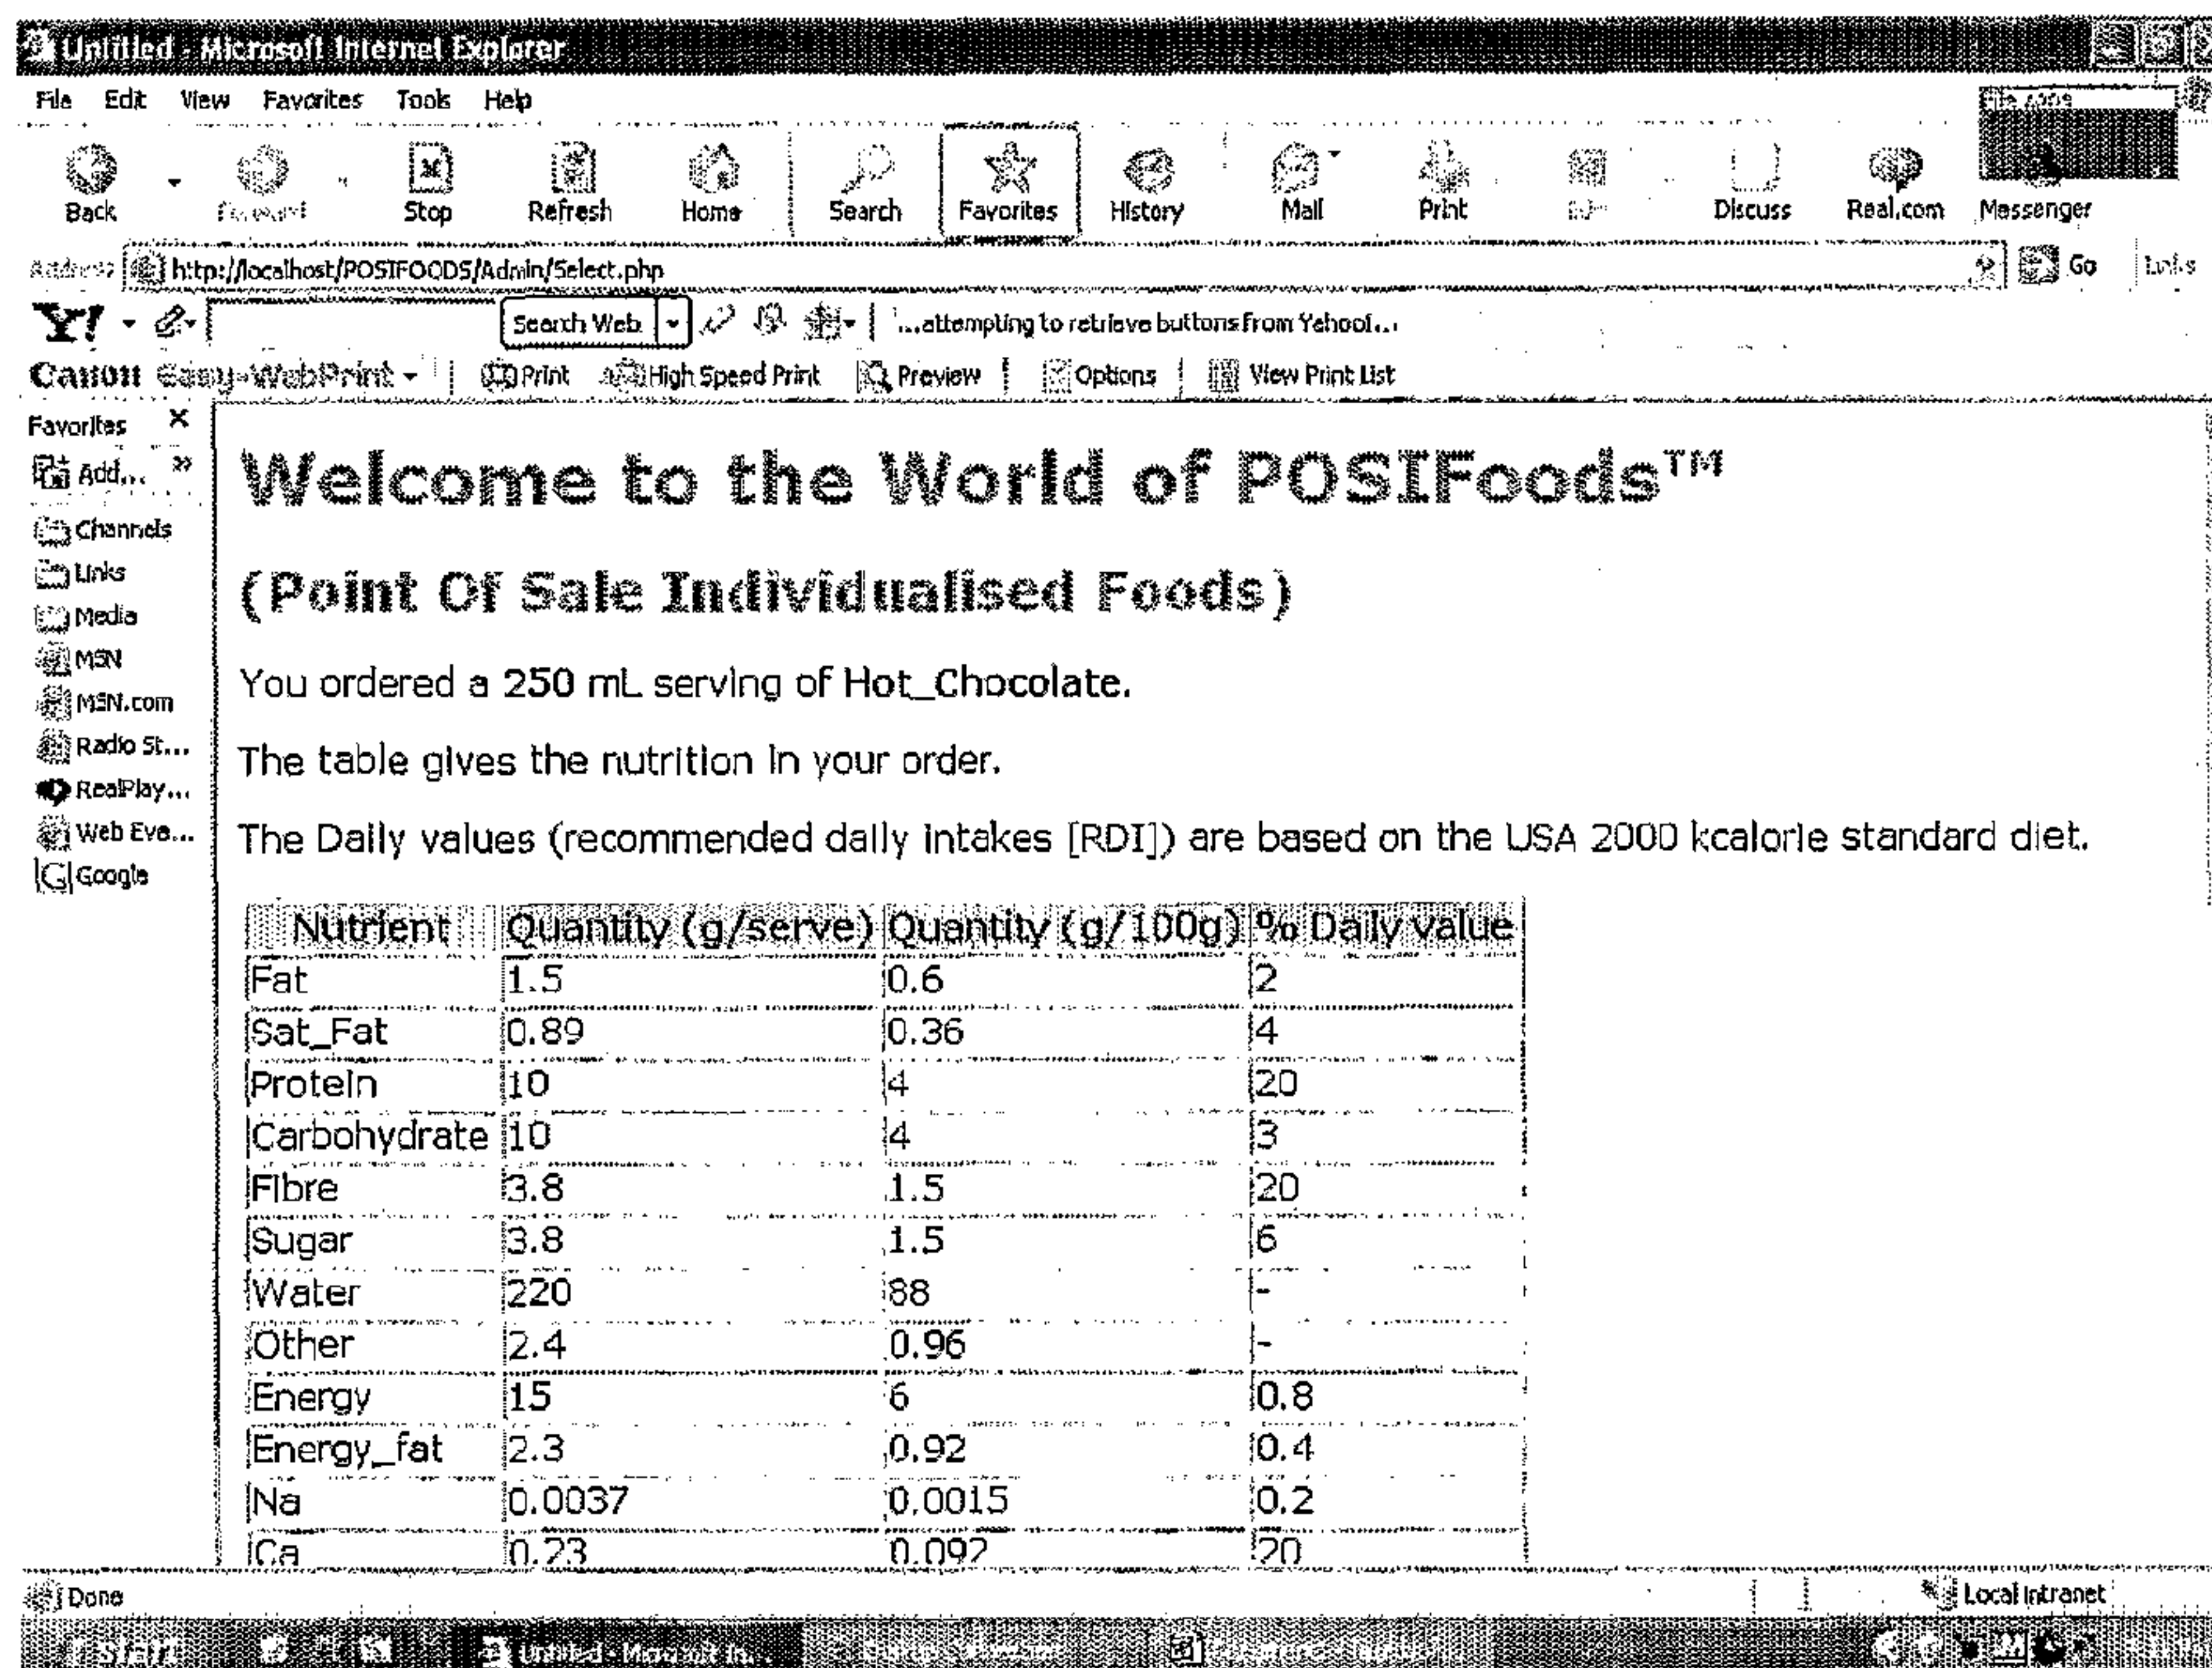 Untitled - Microsoft Internet Explorer
File Edit View Favorites Tools Help
Back Forward Stop Refresh Home Search Favorites History Mail Print Discuss Real.com Messenger
Address http://localhost/POSIFOODS/Admin/Select.php Go Links
Y! Search Web ...attempting to retrieve buttons from Yahoo!...
Canon Easy-WebPrint Print High Speed Print Preview Options View Print List
Favorites
Add...
Channels
Links
Media
MSN
MSN.com
Radio St...
RealPlay...
Web Eve...
Google
Welcome to the World of POSIFoods™
(Point Of Sale Individualised Foods)
You ordered a 250 mL serving of Hot_Chocolate.
The table gives the nutrition in your order.
The Daily values (recommended daily intakes [RDI]) are based on the USA 2000 kcalorie standard diet.
Nutrient Quantity (g/serve) Quantity (g/100g) % Daily value
Fat 1.5 0.6 2
Sat_Fat 0.89 0.36 4
Protein 10 4 20
Carbohydrate 10 4 3
Fibre 3.8 1.5 20
Sugar 3.8 1.5 6
Water 220 88 -
Other 2.4 0.96 -
Energy 15 6 0.8
Energy_fat 2.3 0.92 0.4
Na 0.0037 0.0015 0.2
Ca 0.23 0.092 20
Done Local intranet
Start Untitled - Microsoft In...